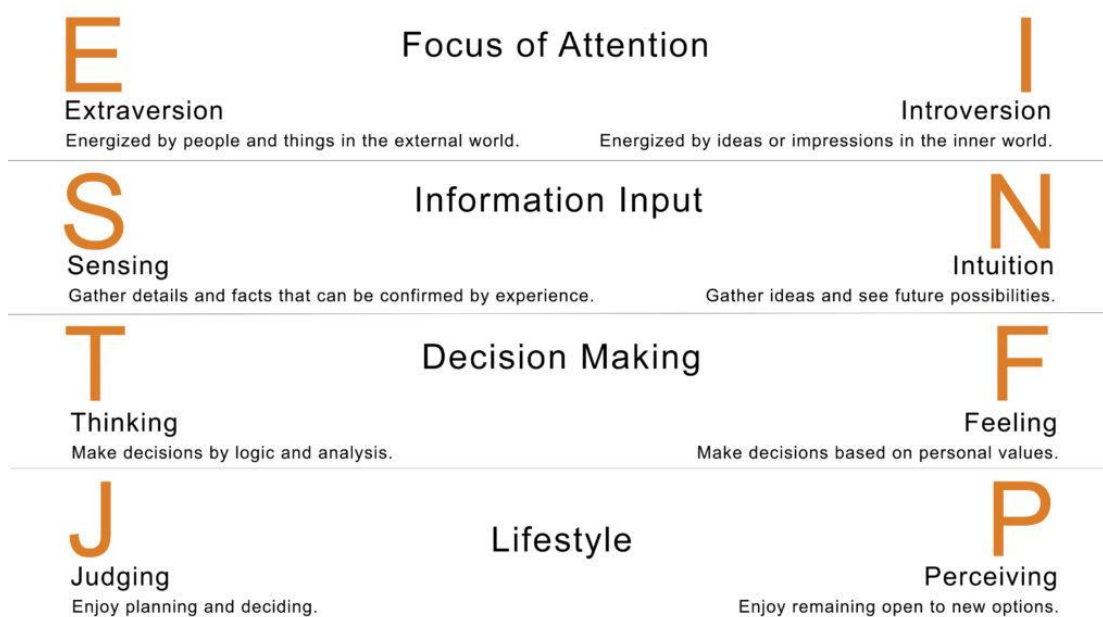 E
Focus of Attention
I
Extraversion
Introversion
Energized by people and things in the external world.
Energized by ideas or impressions in the inner world.
S
Information Input
N
Sensing
Intuition
Gather details and facts that can be confirmed by experience.
Gather ideas and see future possibilities.
T
Decision Making
F
Thinking
Feeling
Make decisions by logic and analysis.
Make decisions based on personal values.
J
Lifestyle
P
Judging
Perceiving
Enjoy planning and deciding.
Enjoy remaining open to new options.